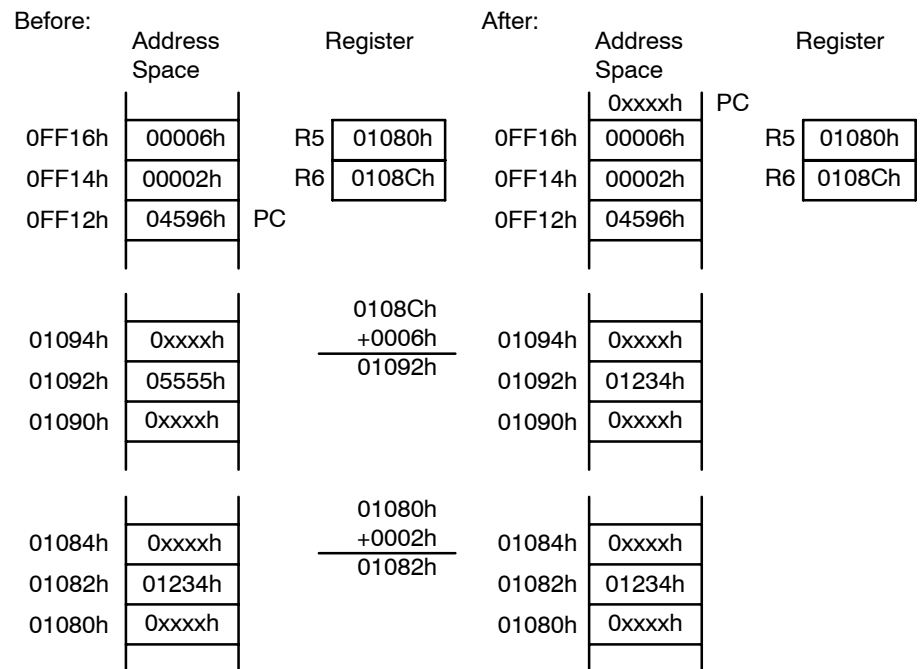 Before: After:
Address Register Address Register
Space Space
0xxxxh PC
0FF16h 00006h R5 01080h 00006h R5 01080h
0FF14h 00002h R6 0108Ch 0FF14h 00002h R6 0108Ch
0FF12h 04596h PC 0FF12h 04596h
0108Ch
01094h 0xxxxh +0006h 01094h 0xxxxh
01092h
01092h 05555h 01092h 01234h
01090h 0xxxxh 01090h 0xxxxh
01080h
01084h 0xxxxh +0002h 01084h 0xxxxh
01082h
01082h 01234h 01082h 01234h
01080h 0xxxxh 01080h 0xxxxh